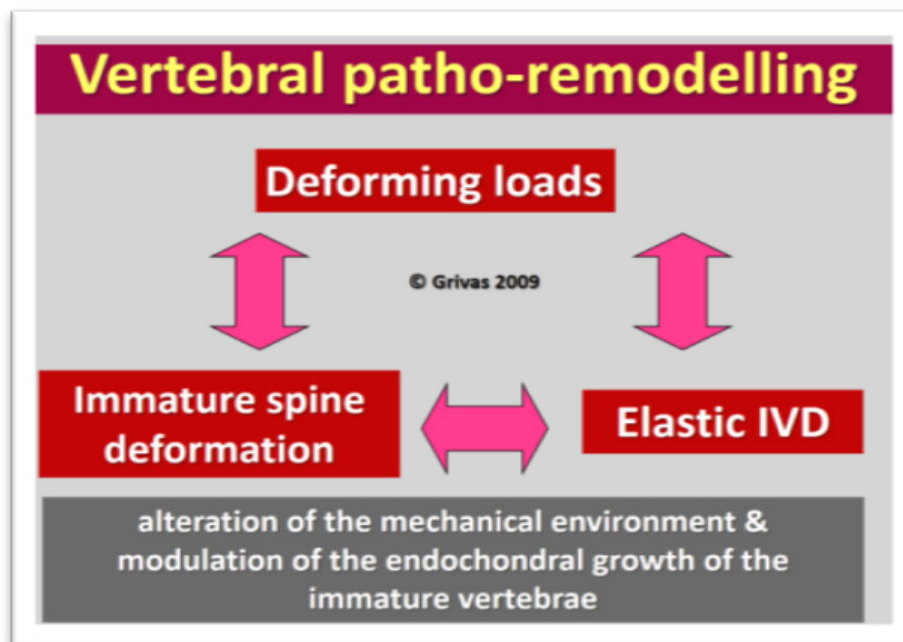 Vertebral patho-remodelling
Deforming loads
© Grivas 2009
Immature spine
deformation
Elastic IVD
alteration of the mechanical environment &
modulation of the endochondral growth of the
immature vertebrae